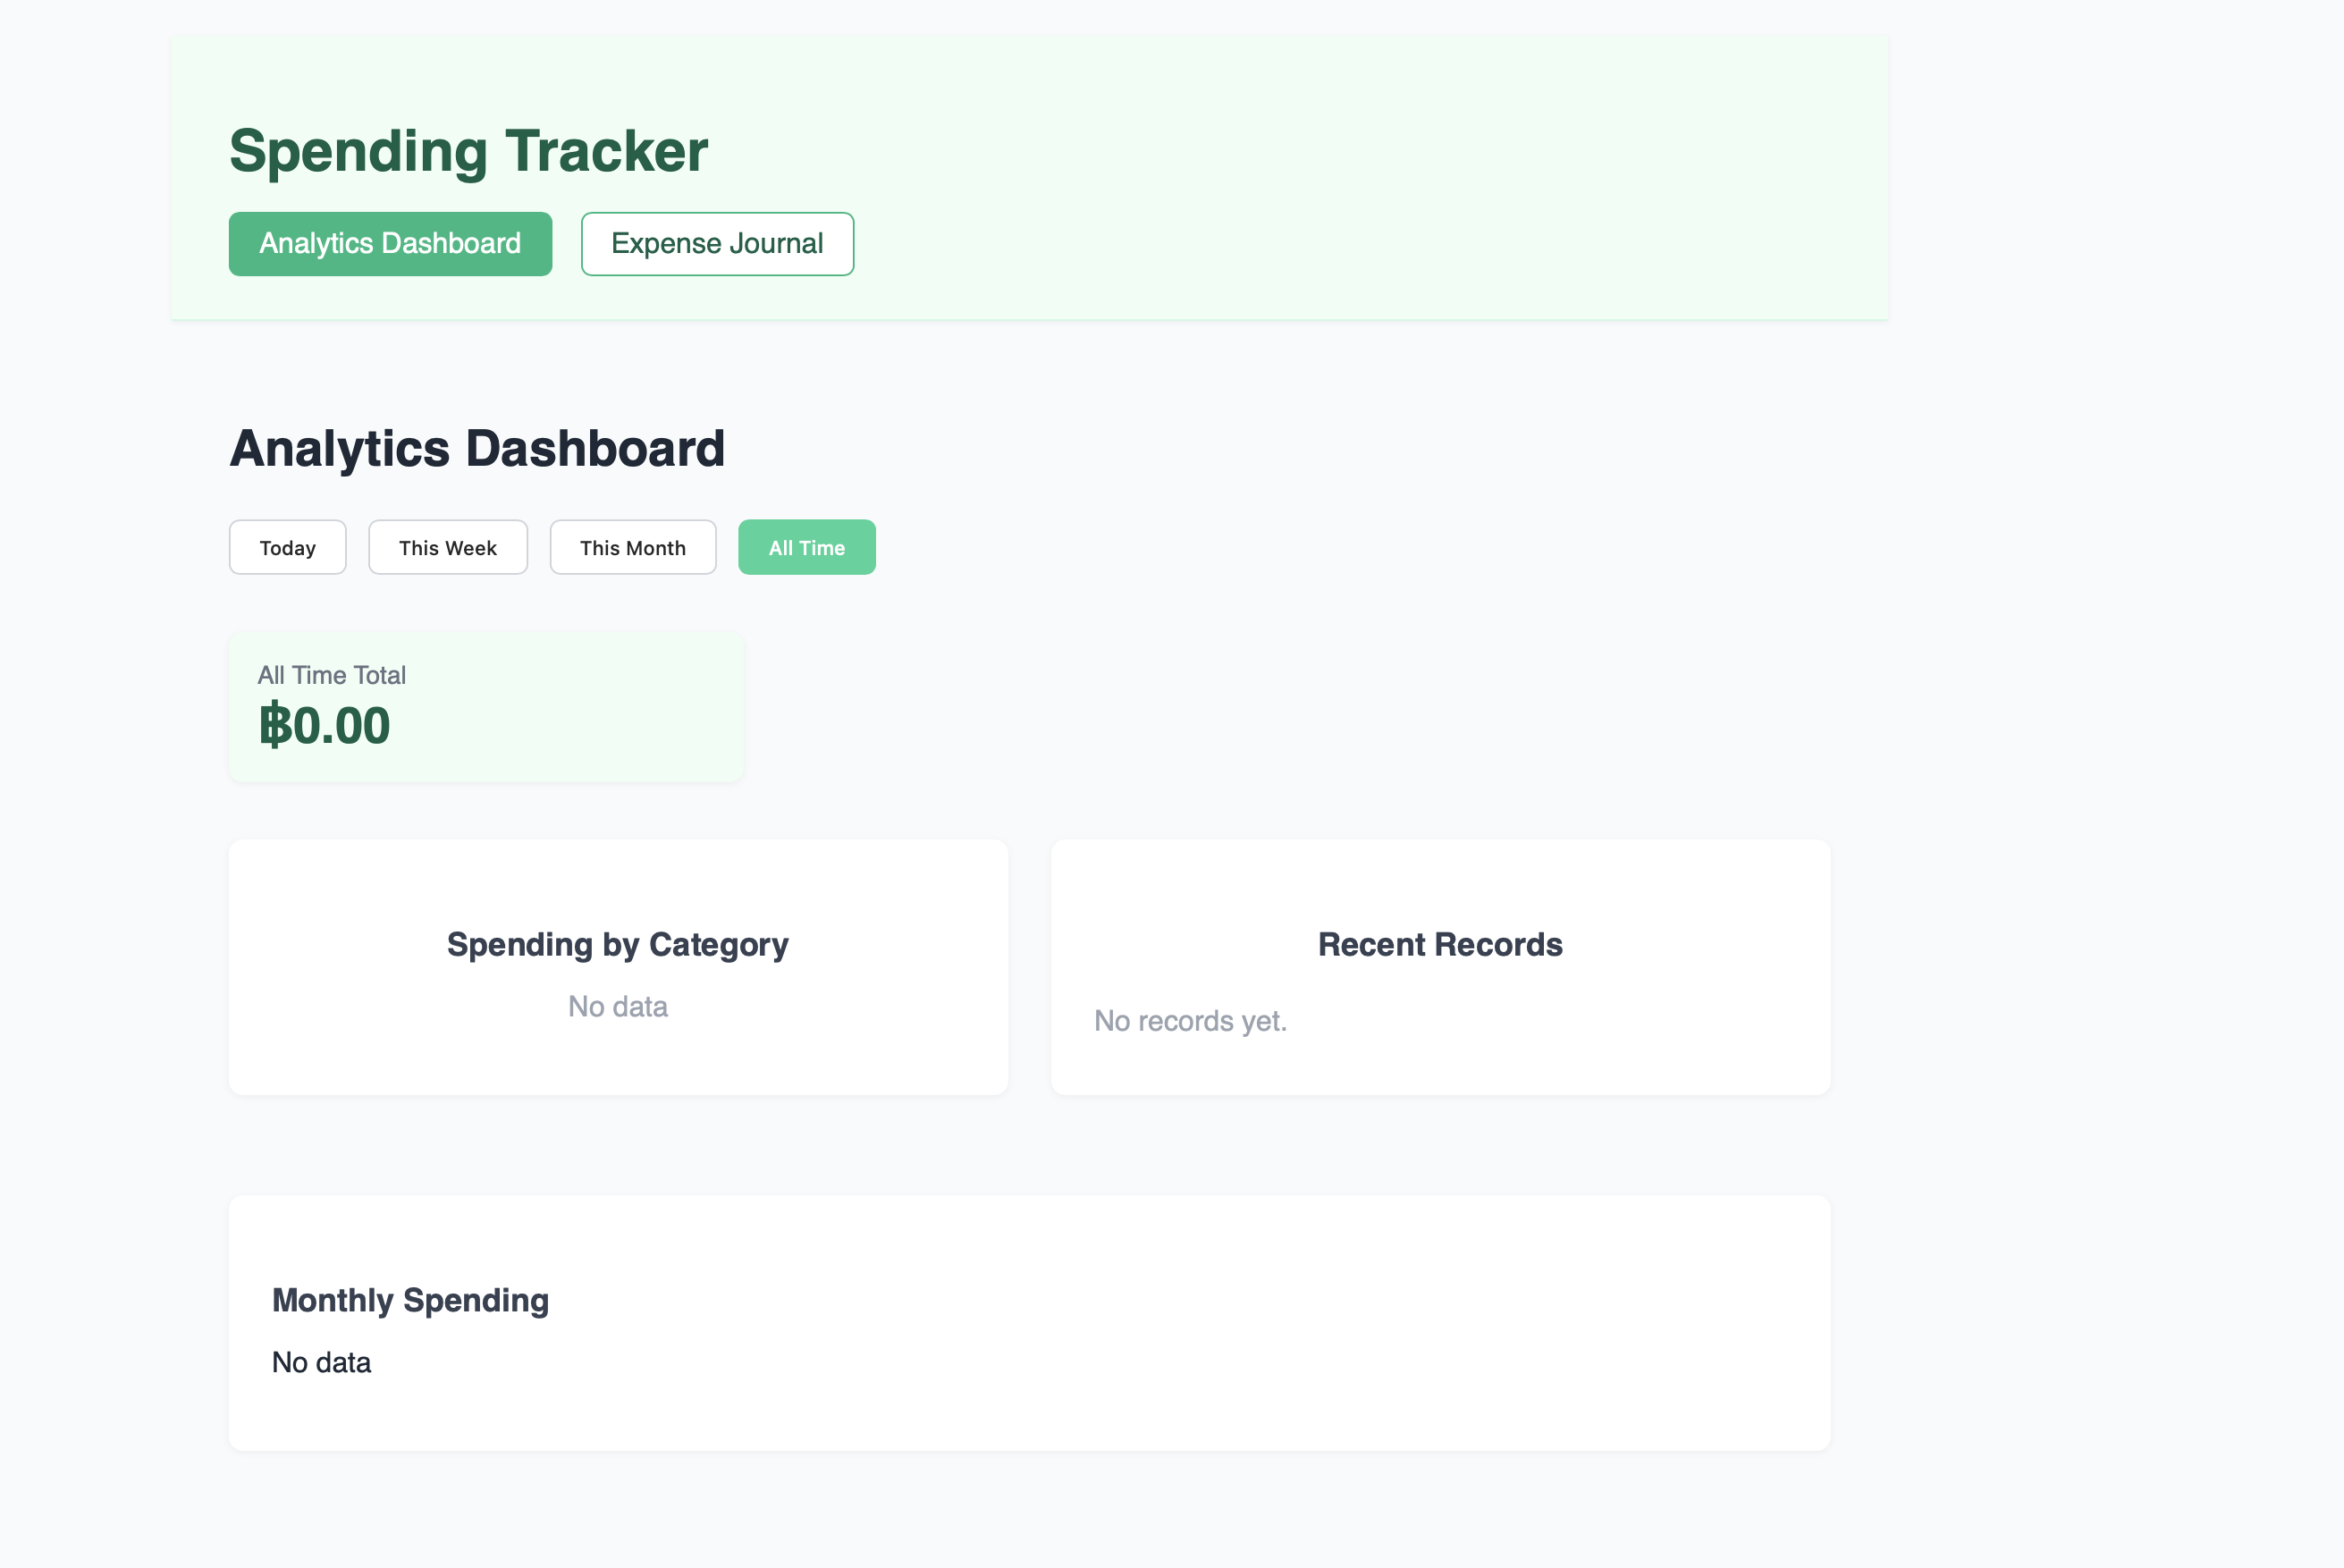 Spending Tracker
Analytics Dashboard
Expense Journal
Analytics Dashboard
Today
This Week
This Month
All Time
All Time Total
฿0.00
Spending by Category
No data
Recent Records
No records yet.
Monthly Spending
No data